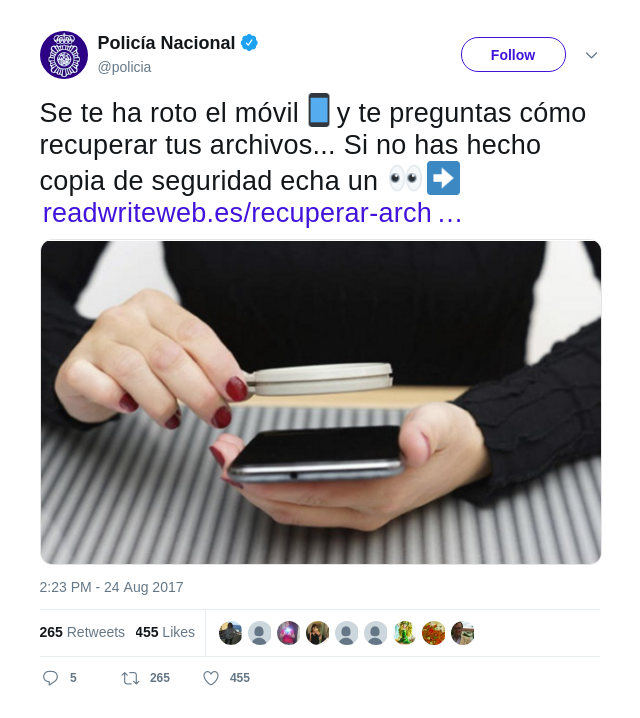 Policía Nacional
@policia
Follow
Se te ha roto el móvil 📱 y te preguntas cómo
recuperar tus archivos... Si no has hecho
copia de seguridad echa un 👀➡️
readwriteweb.es/recuperar-arch…
2:23 PM - 24 Aug 2017
265 Retweets 455 Likes
5 265 455